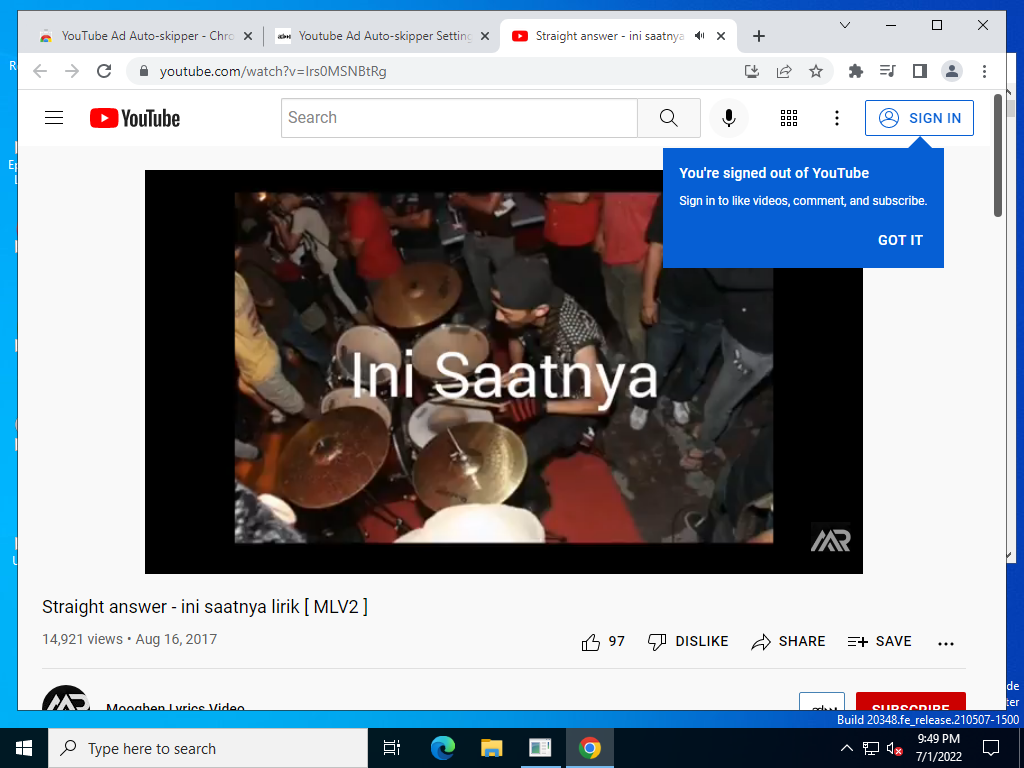 YouTube Ad Auto-skipper - Chro
Youtube Ad Auto-skipper Setting
Straight answer - ini saatnya
youtube.com/watch?v=Irs0MSNBtRg
YouTube
Search
SIGN IN
You're signed out of YouTube
Sign in to like videos, comment, and subscribe.
GOT IT
Ini Saatnya
Straight answer - ini saatnya lirik [ MLV2 ]
14,921 views • Aug 16, 2017
97
DISLIKE
SHARE
SAVE
Mooghen Lyrics Video
SUBSCRIBE
Build 20348.fe_release.210507-1500
Type here to search
9:49 PM
7/1/2022